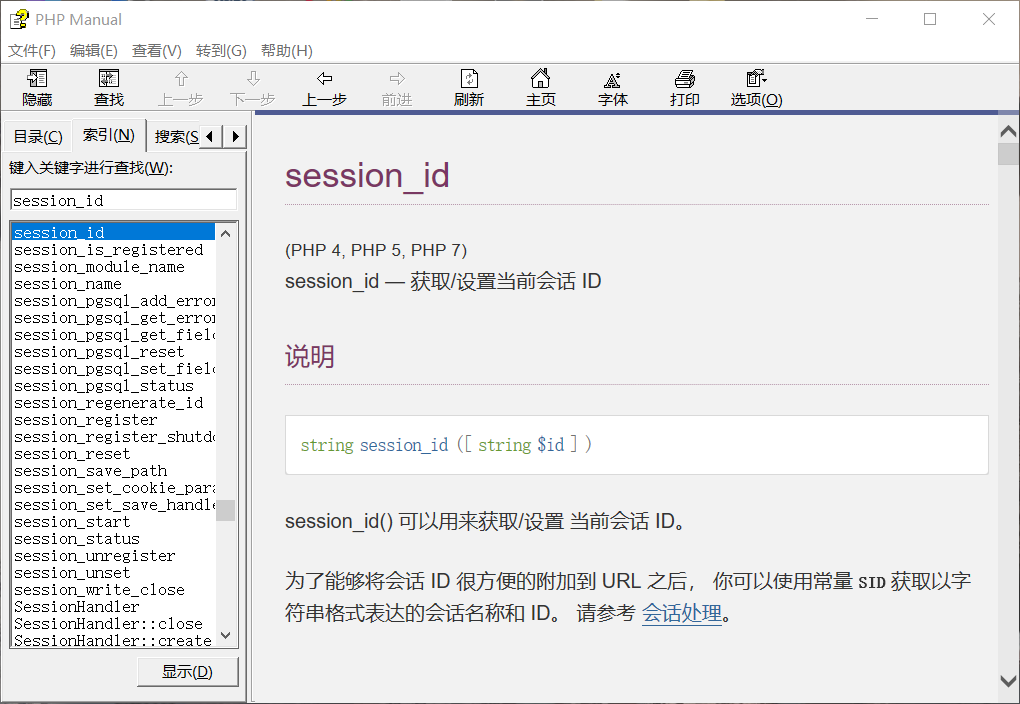 PHP Manual
文件(F) 编辑(E) 查看(V) 转到(G) 帮助(H)
隐藏 查找 上一步 下一步 上一步 前进 刷新 主页 字体 打印 选项(O)
目录(C) 索引(N) 搜索(S
键入关键字进行查找(W):
session_id
session_id
session_is_registered
session_module_name
session_name
session_pgsql_add_error
session_pgsql_get_error
session_pgsql_get_field
session_pgsql_reset
session_pgsql_set_field
session_pgsql_status
session_regenerate_id
session_register
session_register_shutdo
session_reset
session_save_path
session_set_cookie_para
session_set_save_handle
session_start
session_status
session_unregister
session_unset
session_write_close
SessionHandler
SessionHandler::close
SessionHandler::create
显示(D)
session_id
(PHP 4, PHP 5, PHP 7)
session_id — 获取/设置当前会话 ID
说明
string session_id ([ string $id ] )
session_id() 可以用来获取/设置 当前会话 ID。
为了能够将会话 ID 很方便的附加到 URL 之后， 你可以使用常量 SID 获取以字
符串格式表达的会话名称和 ID。 请参考 会话处理。